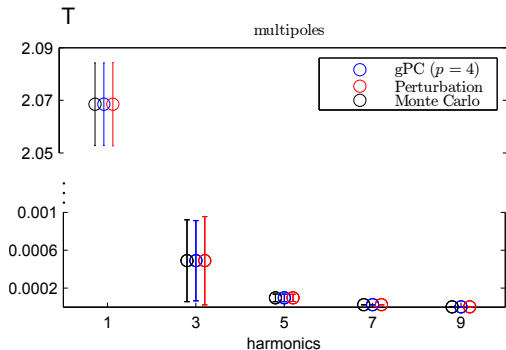 T
multipoles
2.09
gPC (p = 4)
Perturbation
Monte Carlo
2.07
2.05
0.001
0.0006
0.0002
1 3 5 7 9
harmonics